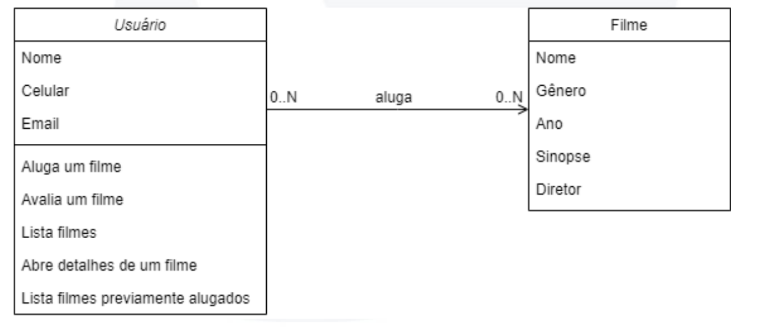 Usuário
Nome
Celular
Email
Aluga um filme
Avalia um filme
Lista filmes
Abre detalhes de um filme
Lista filmes previamente alugados
0..N aluga 0..N
Filme
Nome
Gênero
Ano
Sinopse
Diretor